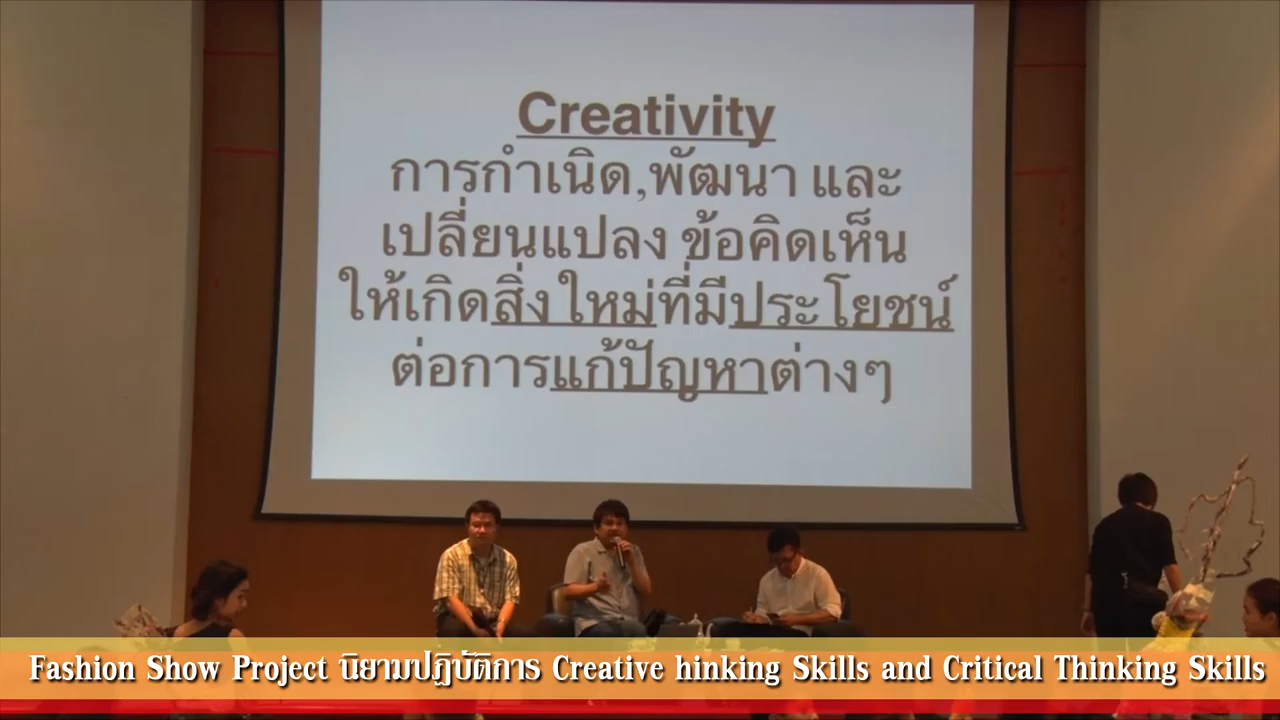 Creativity
การกำเนิด,พัฒนา และ
เปลี่ยนแปลง ข้อคิดเห็น
ให้เกิดสิ่งใหม่ที่มีประโยชน์
ต่อการแก้ปัญหาต่างๆ
Fashion Show Project นิยามปฏิบัติการ Creative hinking Skills and Critical Thinking Skills